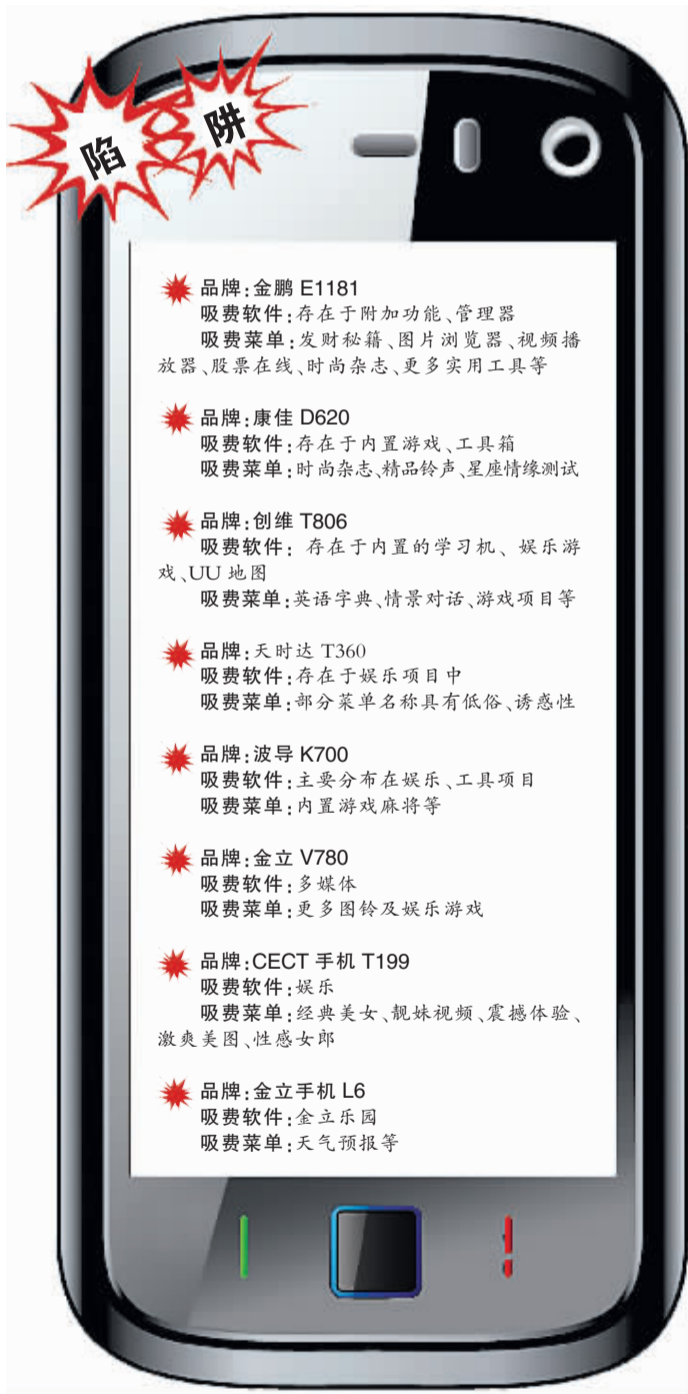 陷
阱
品牌:金鹏 E1181
吸费软件:存在于附加功能、管理器
吸费菜单:发财秘籍、图片浏览器、视频播
放器、股票在线、时尚杂志、更多实用工具等
品牌:康佳 D620
吸费软件:存在于内置游戏、工具箱
吸费菜单:时尚杂志、精品铃声、星座情缘测试
品牌:创维 T806
吸费软件:存在于内置的学习机、娱乐游
戏、UU 地图
吸费菜单:英语字典、情景对话、游戏项目等
品牌:天时达 T360
吸费软件:存在于娱乐项目中
吸费菜单:部分菜单名称具有低俗、诱惑性
品牌:波导 K700
吸费软件:主要分布在娱乐、工具项目
吸费菜单:内置游戏麻将等
品牌:金立 V780
吸费软件:多媒体
吸费菜单:更多图铃及娱乐游戏
品牌:CECT 手机 T199
吸费软件:娱乐
吸费菜单:经典美女、靓妹视频、震撼体验、
激爽美图、性感女郎
品牌:金立手机 L6
吸费软件:金立乐园
吸费菜单:天气预报等